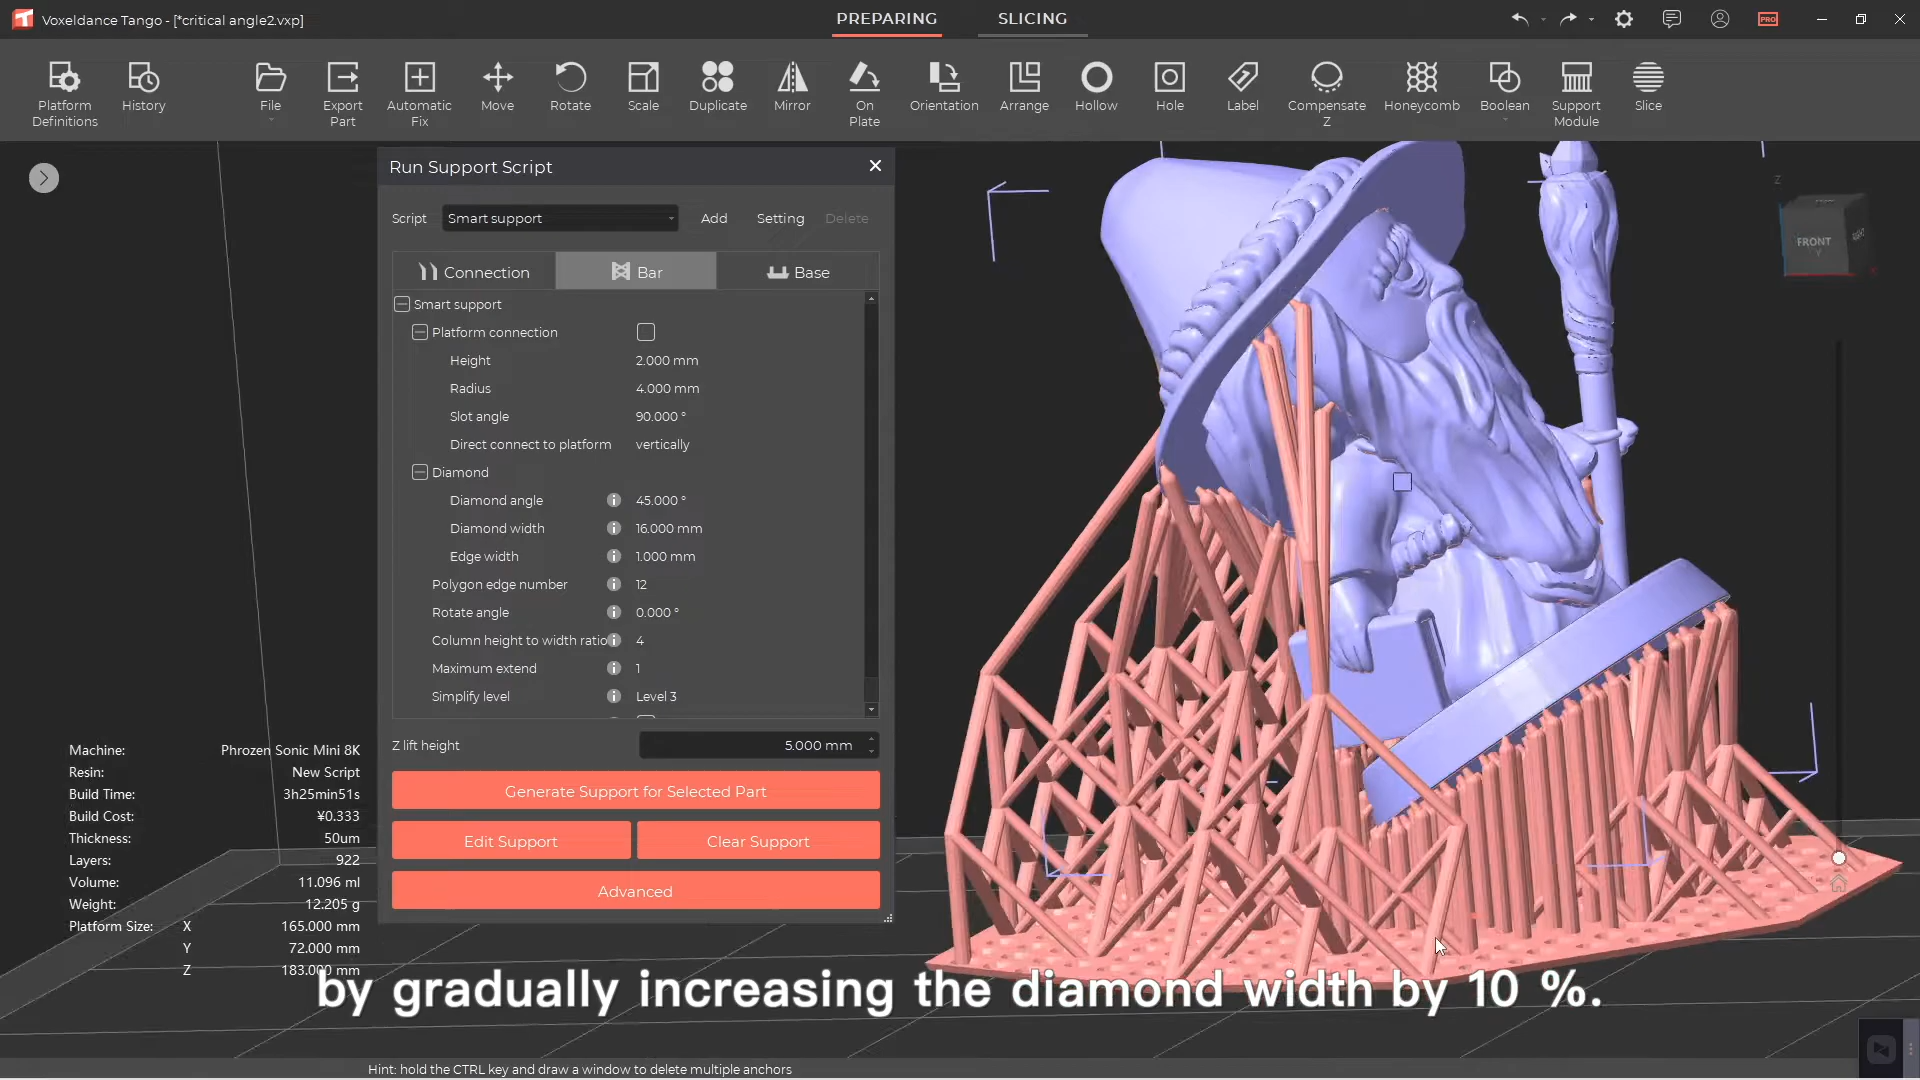 Voxeldance Tango - [*critical angle2.vxp]
PREPARING
SLICING
PRO
Platform Definitions
History
File
Export Part
Automatic Fix
Move
Rotate
Scale
Duplicate
Mirror
On Plate
Orientation
Arrange
Hollow
Hole
Label
Compensate Z
Honeycomb
Boolean
Support Module
Slice
Run Support Script
Script
Smart support
Add
Setting
Delete
Connection
Bar
Base
Smart support
Platform connection
Height 2.000 mm
Radius 4.000 mm
Slot angle 90.000 °
Direct connect to platform vertically
Diamond
Diamond angle 45.000 °
Diamond width 16.000 mm
Edge width 1.000 mm
Polygon edge number 12
Rotate angle 0.000 °
Column height to width ratio 4
Maximum extend 1
Simplify level Level 3
Z lift height 5.000 mm
Generate Support for Selected Part
Edit Support
Clear Support
Advanced
Z
FRONT
RIGHT
Machine: Phrozen Sonic Mini 8K
Resin: New Script
Build Time: 3h25min51s
Build Cost: ¥0.333
Thickness: 50um
Layers: 922
Volume: 11.096 ml
Weight: 12.205 g
Platform Size: X 165.000 mm
Y 72.000 mm
Z 183.000 mm
by gradually increasing the diamond width by 10 %.
Hint: hold the CTRL key and draw a window to delete multiple anchors